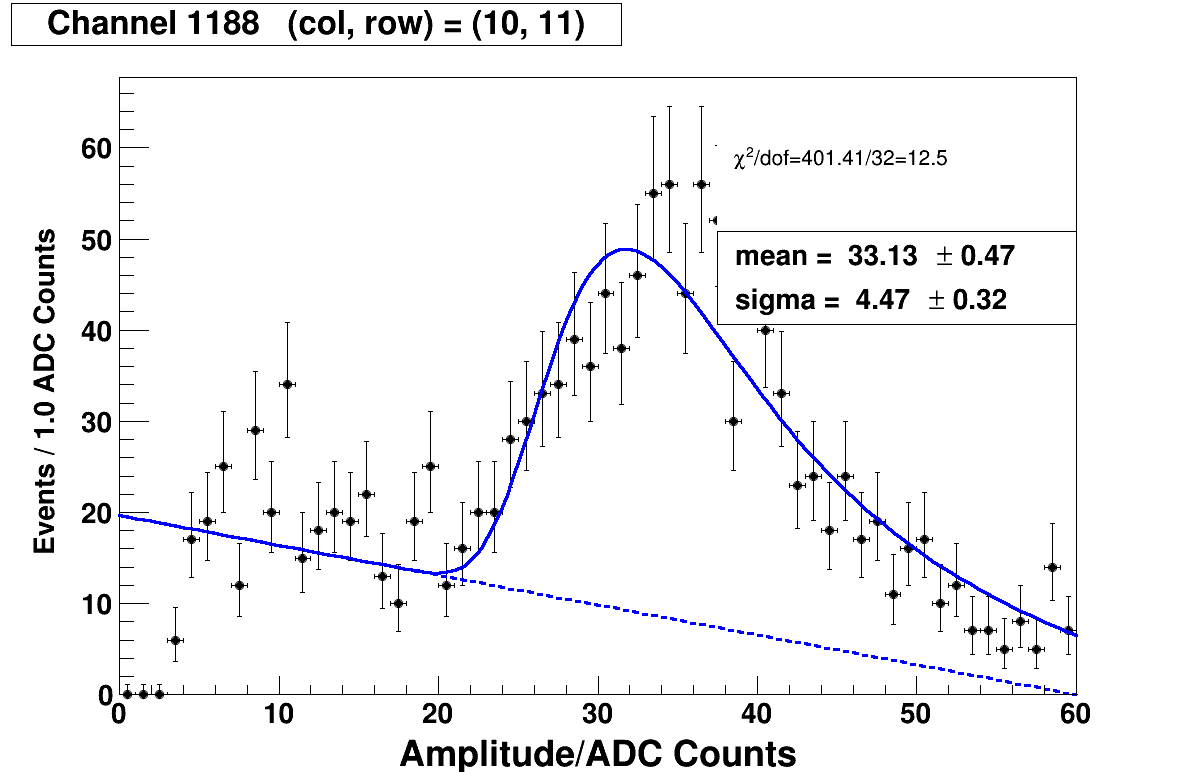 Channel 1188 (col, row) = (10, 11)
Events / 1.0 ADC Counts
60
50
40
30
20
10
0
χ²/dof=401.41/32=12.5
mean = 33.13 ± 0.47
sigma = 4.47 ± 0.32
0 10 20 30 40 50 60
Amplitude/ADC Counts